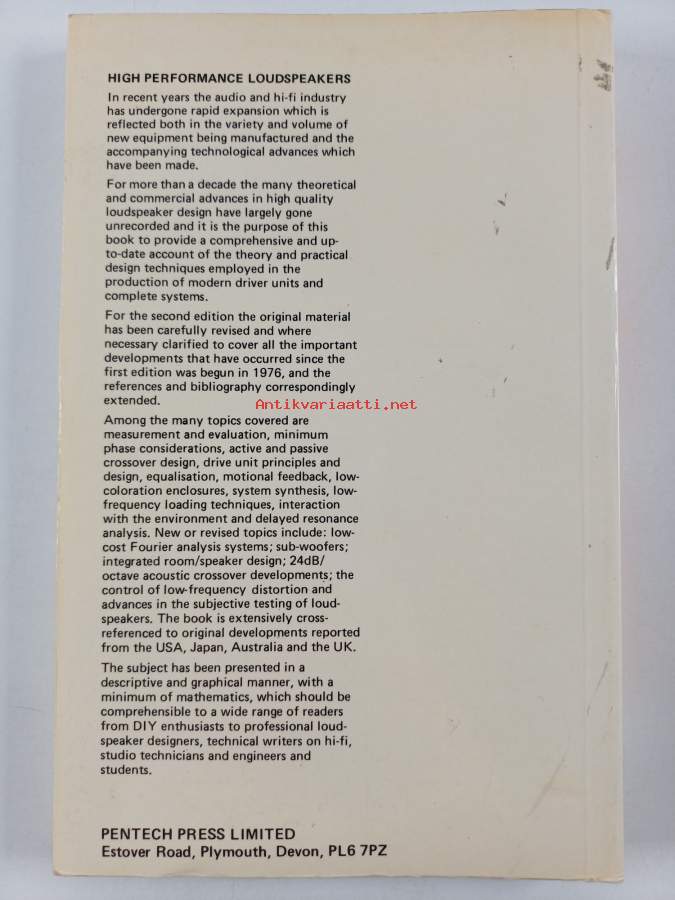 HIGH PERFORMANCE LOUDSPEAKERS
In recent years the audio and hi-fi industry
has undergone rapid expansion which is
reflected both in the variety and volume of
new equipment being manufactured and the
accompanying technological advances which
have been made.
For more than a decade the many theoretical
and commercial advances in high quality
loudspeaker design have largely gone
unrecorded and it is the purpose of this
book to provide a comprehensive and up-
to-date account of the theory and practical
design techniques employed in the
production of modern driver units and
complete systems.
For the second edition the original material
has been carefully revised and where
necessary clarified to cover all the important
developments that have occurred since the
first edition was begun in 1976, and the
references and bibliography correspondingly
extended.
Antikvariaatti.net
Among the many topics covered are
measurement and evaluation, minimum
phase considerations, active and passive
crossover design, drive unit principles and
design, equalisation, motional feedback, low-
coloration enclosures, system synthesis, low-
frequency loading techniques, interaction
with the environment and delayed resonance
analysis. New or revised topics include: low-
cost Fourier analysis systems; sub-woofers;
integrated room/speaker design; 24dB/
octave acoustic crossover developments; the
control of low-frequency distortion and
advances in the subjective testing of loud-
speakers. The book is extensively cross-
referenced to original developments reported
from the USA, Japan, Australia and the UK.
The subject has been presented in a
descriptive and graphical manner, with a
minimum of mathematics, which should be
comprehensible to a wide range of readers
from DIY enthusiasts to professional loud-
speaker designers, technical writers on hi-fi,
studio technicians and engineers and
students.
PENTECH PRESS LIMITED
Estover Road, Plymouth, Devon, PL6 7PZ